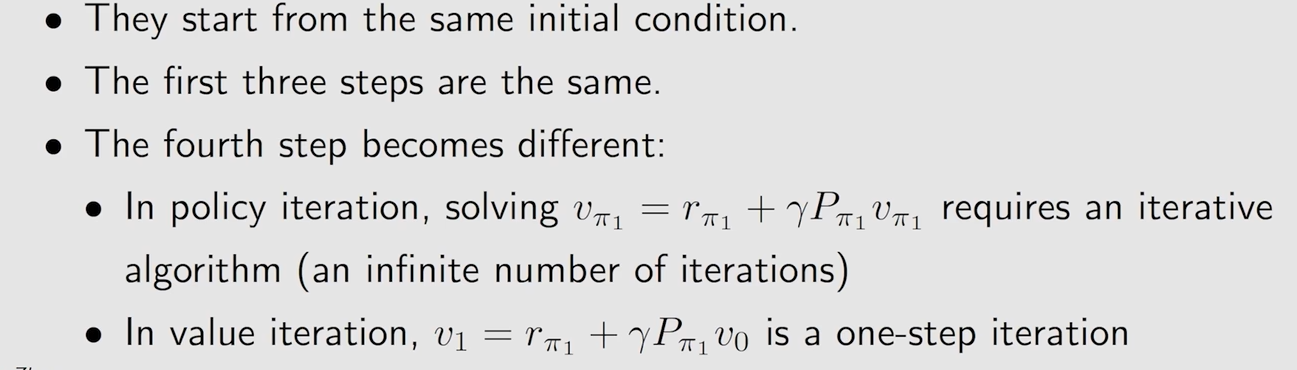 • They start from the same initial condition.
• The first three steps are the same.
• The fourth step becomes different:
• In policy iteration, solving $v_{\pi_1} = r_{\pi_1} + \gamma P_{\pi_1} v_{\pi_1}$ requires an iterative
algorithm (an infinite number of iterations)
• In value iteration, $v_1 = r_{\pi_1} + \gamma P_{\pi_1} v_0$ is a one-step iteration